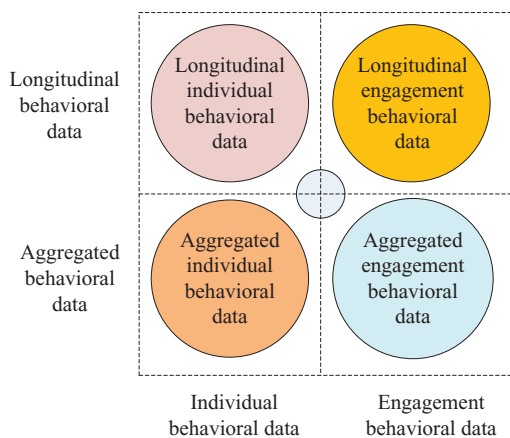 Longitudinal
behavioral
data
Longitudinal
individual
behavioral
data
Longitudinal
engagement
behavioral
data
Aggregated
behavioral
data
Aggregated
individual
behavioral
data
Aggregated
engagement
behavioral
data
Individual
behavioral data
Engagement
behavioral data